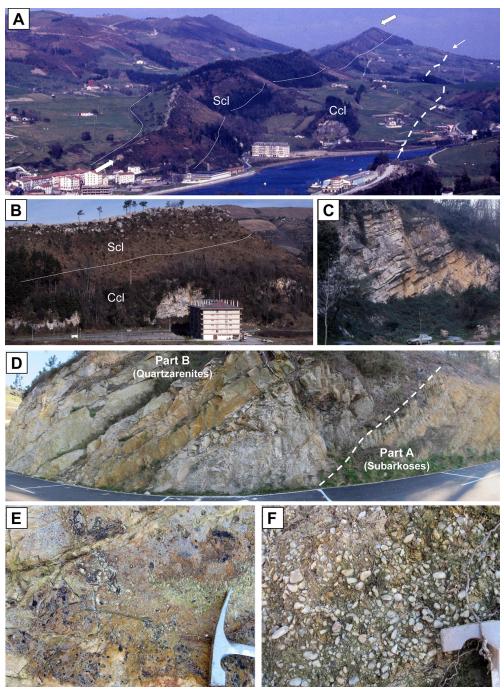 A
Scl
Ccl
B
Scl
Ccl
C
D
Part B
(Quartzarenites)
Part A
(Subarkoses)
E
F